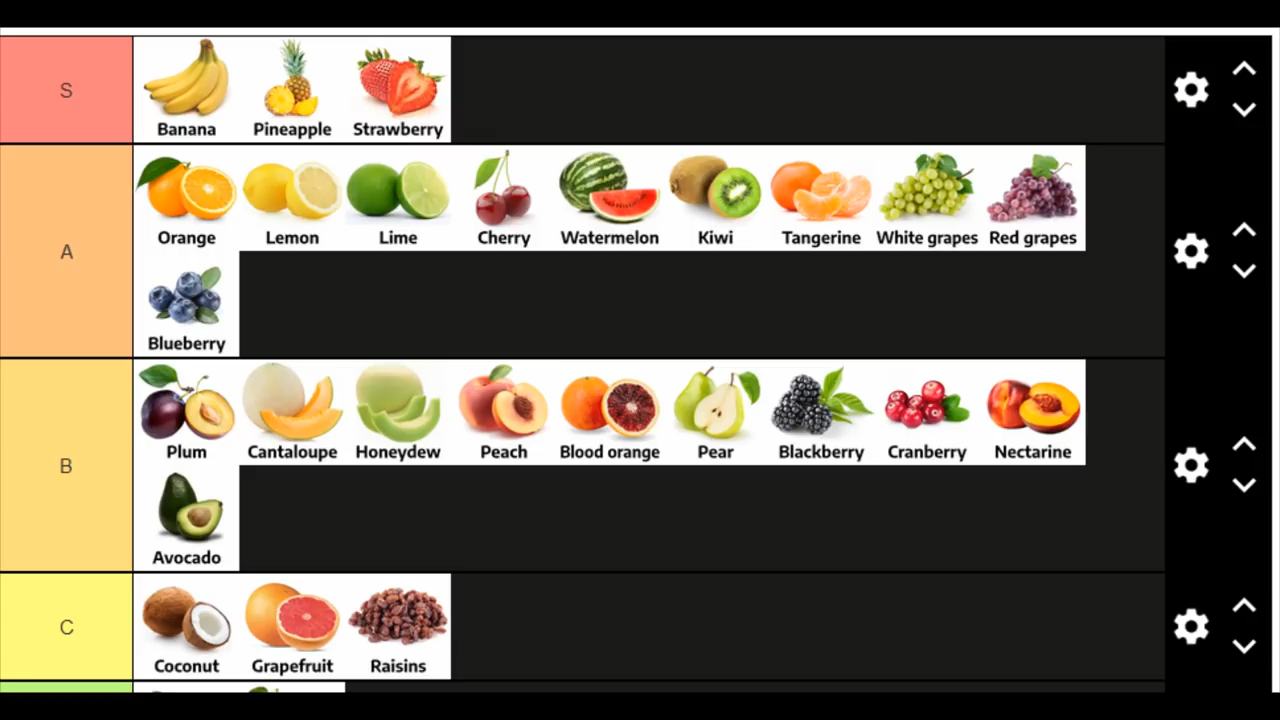 S
Banana Pineapple Strawberry
A
Orange Lemon Lime Cherry Watermelon Kiwi Tangerine White grapes Red grapes
Blueberry
B
Plum Cantaloupe Honeydew Peach Blood orange Pear Blackberry Cranberry Nectarine
Avocado
C
Coconut Grapefruit Raisins